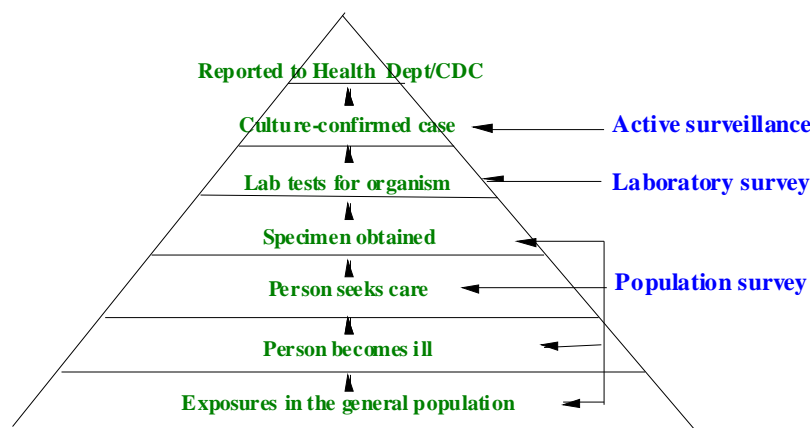 Reported to Health Dept/CDC
Culture-confirmed case
Active surveillance
Lab tests for organism
Laboratory survey
Specimen obtained
Person seeks care
Population survey
Person becomes ill
Exposures in the general population